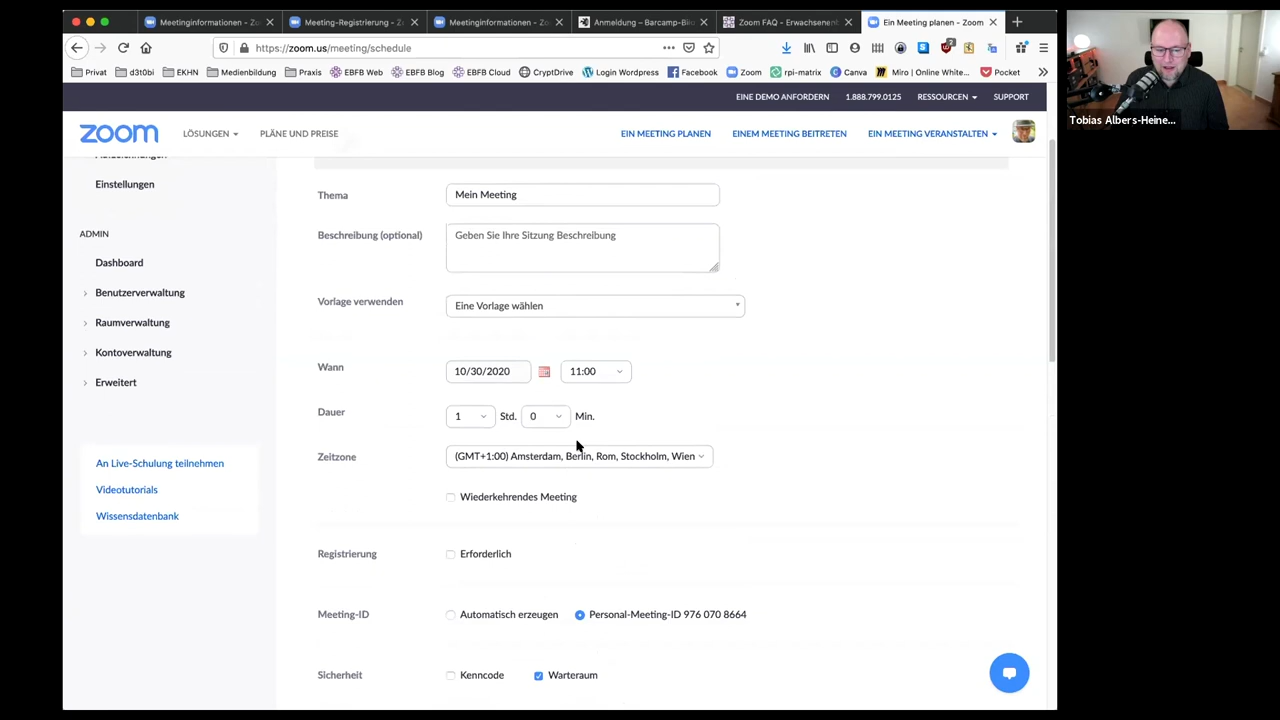 Meetinginformationen - Z
Meeting-Registrierung - Z
Meetinginformationen - Z
Anmeldung – Barcamp-Bik
Zoom FAQ - Erwachsenenb
Ein Meeting planen - Zoom
https://zoom.us/meeting/schedule
Privat d3t0bi EKHN Medienbildung Praxis EBFB Web EBFB Blog EBFB Cloud CryptDrive Login Wordpress Facebook Zoom rpi-matrix Canva Miro | Online White... Pocket
Tobias Albers-Heine...
EINE DEMO ANFORDERN 1.888.799.0125 RESSOURCEN SUPPORT
zoom LÖSUNGEN PLÄNE UND PREISE EIN MEETING PLANEN EINEM MEETING BEITRETEN EIN MEETING VERANSTALTEN
Aufzeichnungen
Einstellungen
ADMIN
Dashboard
Benutzerverwaltung
Raumverwaltung
Kontoverwaltung
Erweitert
An Live-Schulung teilnehmen
Videotutorials
Wissensdatenbank
Thema Mein Meeting
Beschreibung (optional) Geben Sie Ihre Sitzung Beschreibung
Vorlage verwenden Eine Vorlage wählen
Wann 10/30/2020 11:00
Dauer 1 Std. 0 Min.
Zeitzone (GMT+1:00) Amsterdam, Berlin, Rom, Stockholm, Wien
Wiederkehrendes Meeting
Registrierung Erforderlich
Meeting-ID Automatisch erzeugen Personal-Meeting-ID 976 070 8664
Sicherheit Kenncode Warteraum